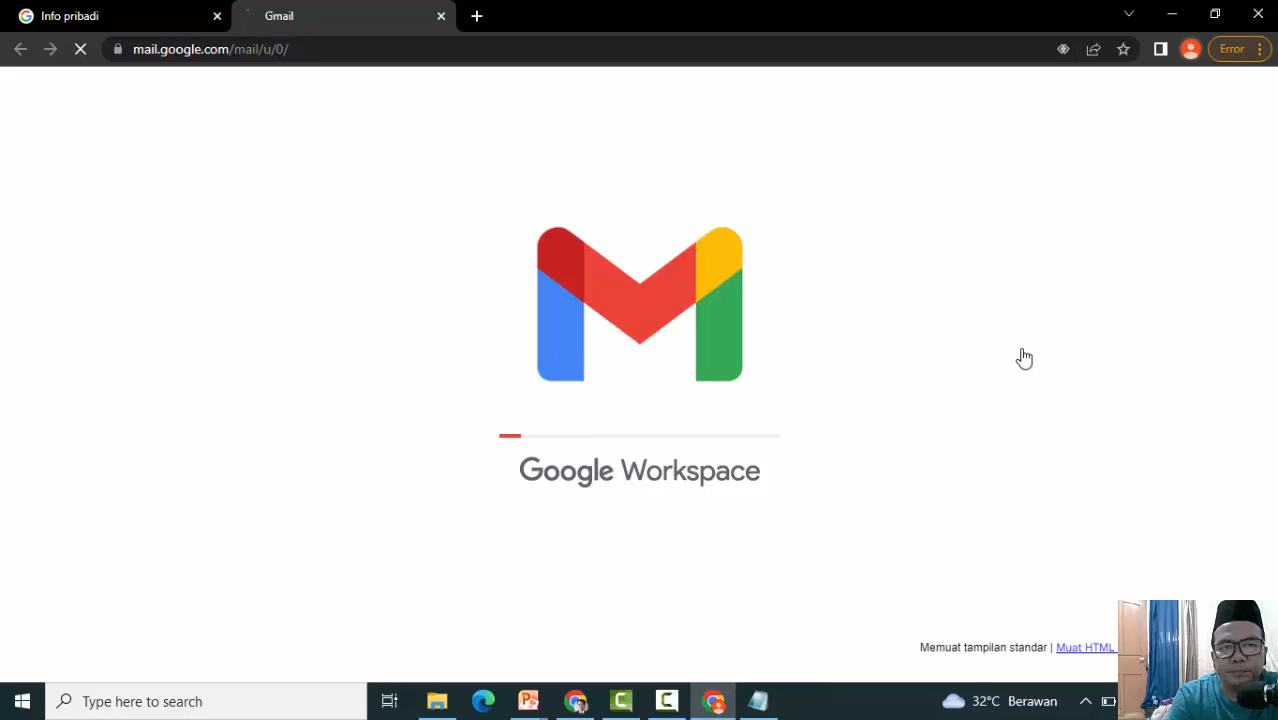 Info pribadi
Gmail
mail.google.com/mail/u/0/
Error
Google Workspace
Memuat tampilan standar | Muat HTML
Type here to search
32°C Berawan